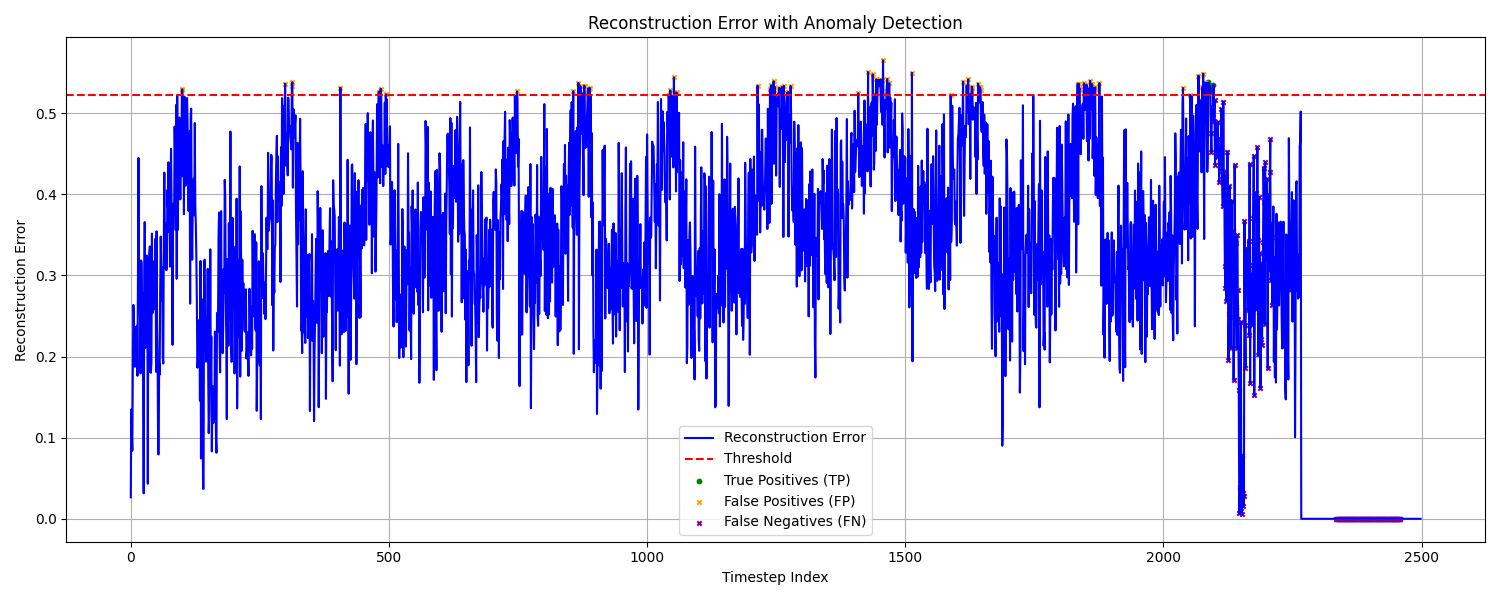 Reconstruction Error with Anomaly Detection
Reconstruction Error
0.5
0.4
0.3
0.2
0.1
0.0
Reconstruction Error
Threshold
True Positives (TP)
False Positives (FP)
False Negatives (FN)
0
500
1000
1500
2000
2500
Timestep Index